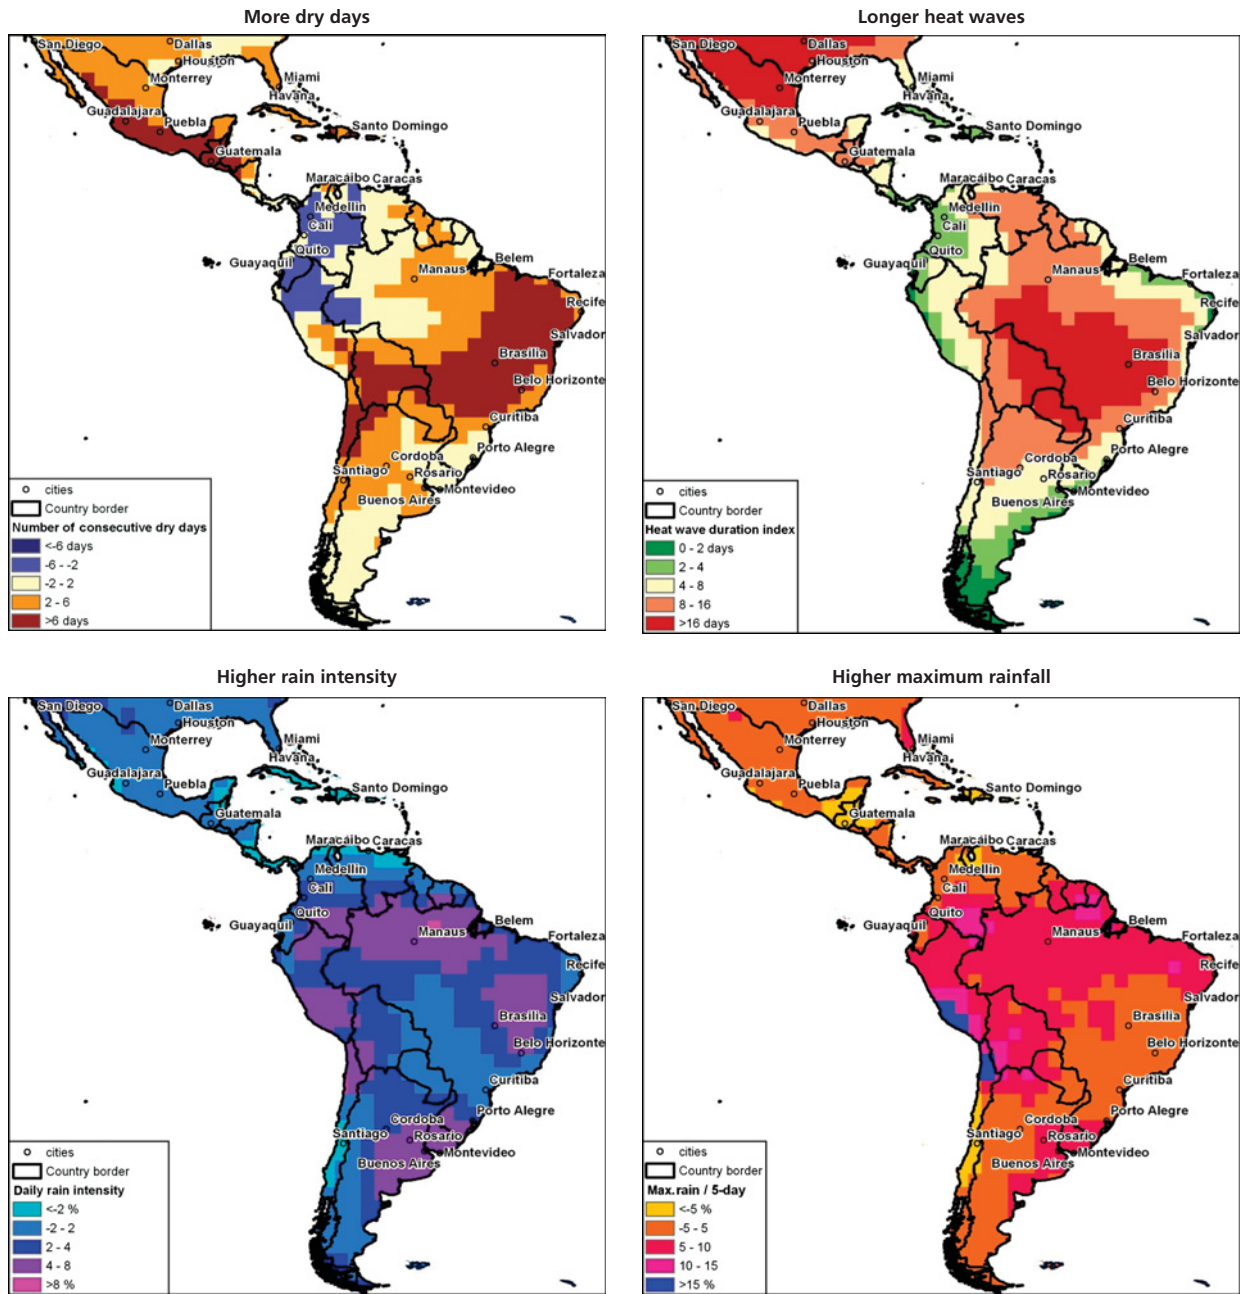 More dry days
San Diego
Dallas
Houston
Monterrey
Miami
Havana
Guadalajara
Puebla
Santo Domingo
Guatemala
Maracáibo
Caracas
Medellin
Cali
Quito
Guayaquil
Manaus
Belem
Fortaleza
Recife
Salvador
Brasilia
Belo Horizonte
Curitiba
Porto Alegre
Cordoba
Santiago
Rosario
Buenos Aires
Montevideo
cities
Country border
Number of consecutive dry days
<-6 days
-6 - -2
-2 - 2
2 - 6
>6 days
Longer heat waves
San Diego
Dallas
Houston
Monterrey
Miami
Havana
Guadalajara
Puebla
Santo Domingo
Guatemala
Maracáibo
Caracas
Medellin
Cali
Quito
Guayaquil
Manaus
Belem
Fortaleza
Recife
Salvador
Brasilia
Belo Horizonte
Curitiba
Porto Alegre
Cordoba
Santiago
Rosario
Buenos Aires
Montevideo
cities
Country border
Heat wave duration index
0 - 2 days
2 - 4
4 - 8
8 - 16
>16 days
Higher rain intensity
San Diego
Dallas
Houston
Monterrey
Miami
Havana
Guadalajara
Puebla
Santo Domingo
Guatemala
Maracáibo
Caracas
Medellin
Cali
Quito
Guayaquil
Manaus
Belem
Fortaleza
Recife
Salvador
Brasilia
Belo Horizonte
Curitiba
Porto Alegre
Cordoba
Santiago
Rosario
Buenos Aires
Montevideo
cities
Country border
Daily rain intensity
<-2 %
-2 - 2
2 - 4
4 - 8
>8 %
Higher maximum rainfall
San Diego
Dallas
Houston
Monterrey
Miami
Havana
Guadalajara
Puebla
Santo Domingo
Guatemala
Maracáibo
Caracas
Medellin
Cali
Quito
Guayaquil
Manaus
Belem
Fortaleza
Recife
Salvador
Brasilia
Belo Horizonte
Curitiba
Porto Alegre
Cordoba
Santiago
Rosario
Buenos Aires
Montevideo
cities
Country border
Max.rain / 5-day
<-5 %
-5 - 5
5 - 10
10 - 15
>15 %